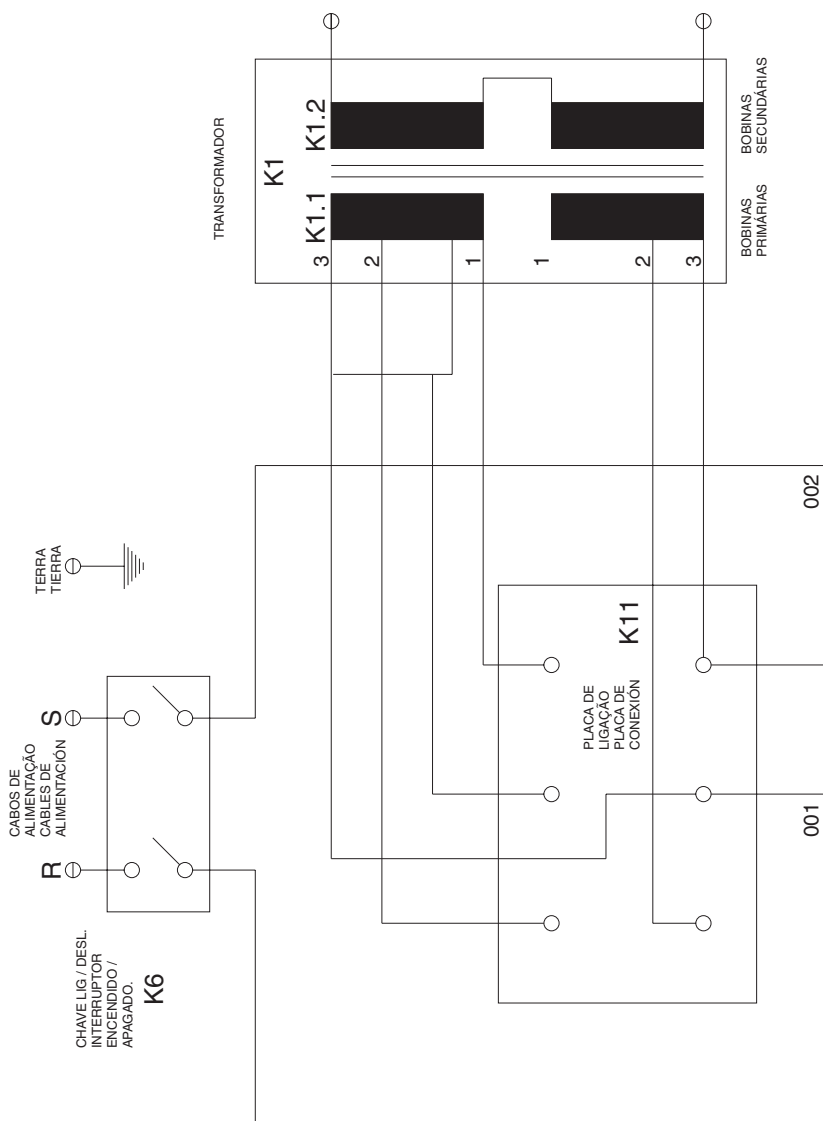 CABOS DE
ALIMENTAÇÃO
CABLES DE
ALIMENTACIÓN
R
S
TERRA
TIERRA
CHAVE LIG / DESL.
INTERRUPTOR
ENCENDIDO /
APAGADO.
K6
TRANSFORMADOR
K1
K1.1
K1.2
3
2
1
1
2
3
BOBINAS
PRIMÁRIAS
BOBINAS
SECUNDÁRIAS
PLACA DE
LIGAÇÃO
PLACA DE
CONEXIÓN
K11
001
002